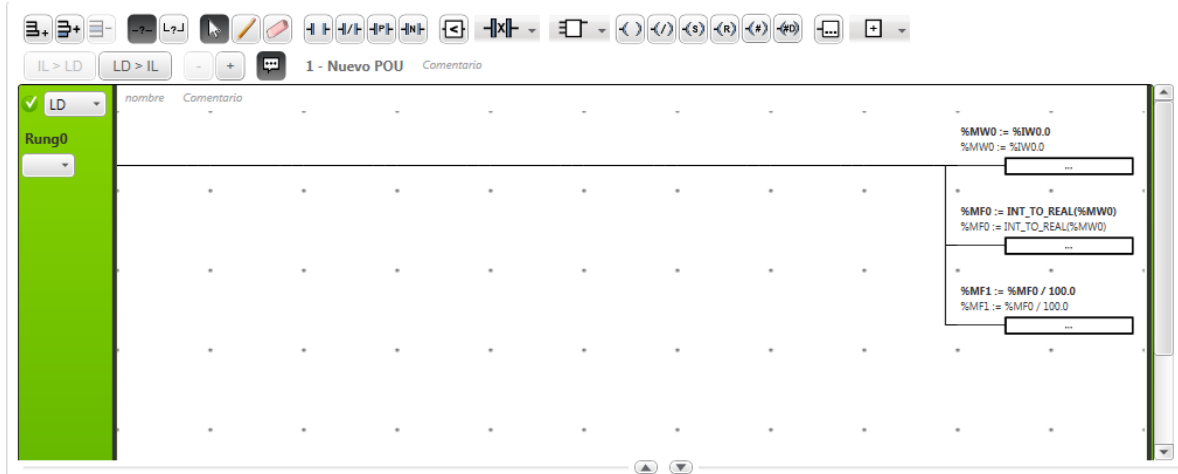 -?- L?J P N < X ( ) (/) (S) (R) (#) (#D) ... +
IL > LD LD > IL - + 1 - Nuevo POU Comentario
LD nombre Comentario
Rung0
%MW0 := %IW0.0
%MW0 := %IW0.0
...
%MF0 := INT_TO_REAL(%MW0)
%MF0 := INT_TO_REAL(%MW0)
...
%MF1 := %MF0 / 100.0
%MF1 := %MF0 / 100.0
...